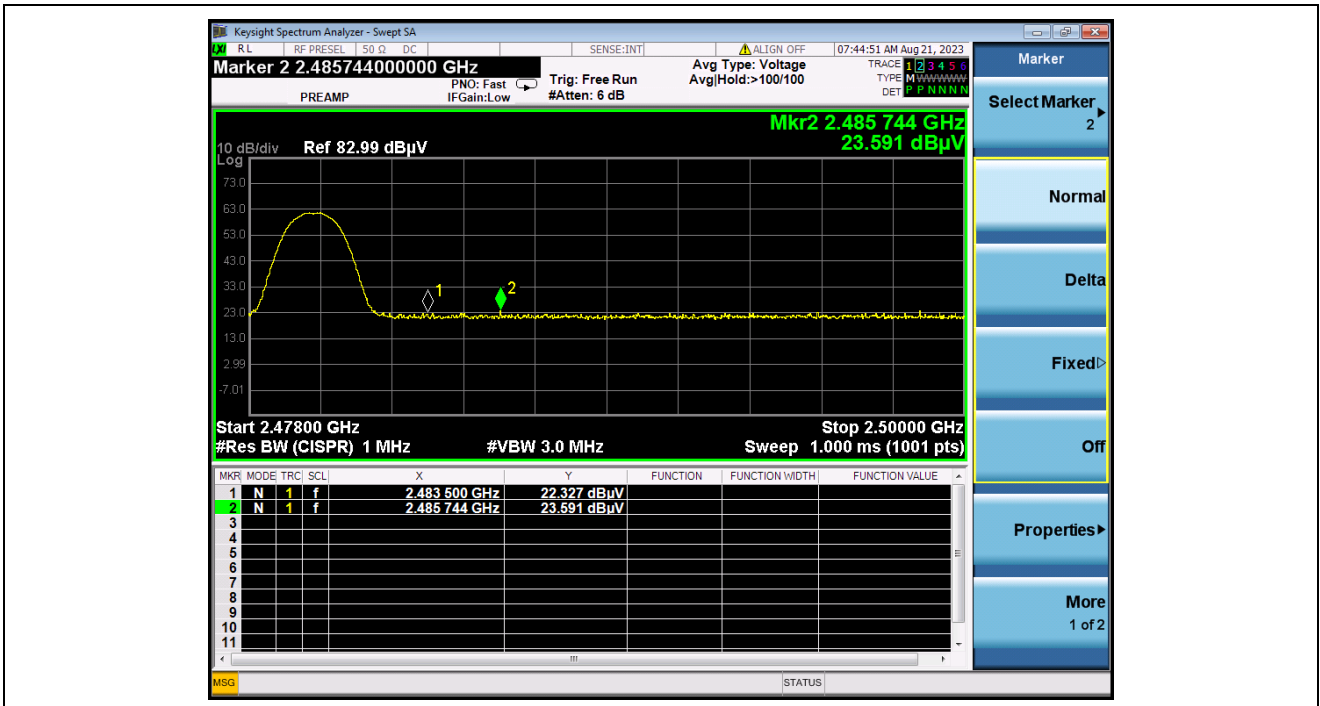 Keysight Spectrum Analyzer - Swept SA
LXI RL RF PRESEL 50 Ω DC SENSE:INT ALIGN OFF 07:44:51 AM Aug 21, 2023
Marker 2 2.485744000000 GHz
PREAMP
PNO: Fast
IFGain:Low
Trig: Free Run
#Atten: 6 dB
Avg Type: Voltage
Avg|Hold:>100/100
TRACE 1 2 3 4 5 6
TYPE M W W W W W
DET P P N N N N
Mkr2 2.485 744 GHz
23.591 dBµV
10 dB/div Ref 82.99 dBµV
Log
73.0
63.0
53.0
43.0
33.0
23.0
13.0
2.99
-7.01
1
2
Start 2.47800 GHz Stop 2.50000 GHz
#Res BW (CISPR) 1 MHz #VBW 3.0 MHz Sweep 1.000 ms (1001 pts)
MKR MODE TRC SCL X Y FUNCTION FUNCTION WIDTH FUNCTION VALUE
1 N 1 f 2.483 500 GHz 22.327 dBµV
2 N 1 f 2.485 744 GHz 23.591 dBµV
3
4
5
6
7
8
9
10
11
MSG STATUS
Marker
Select Marker
2
Normal
Delta
Fixed
Off
Properties
More
1 of 2